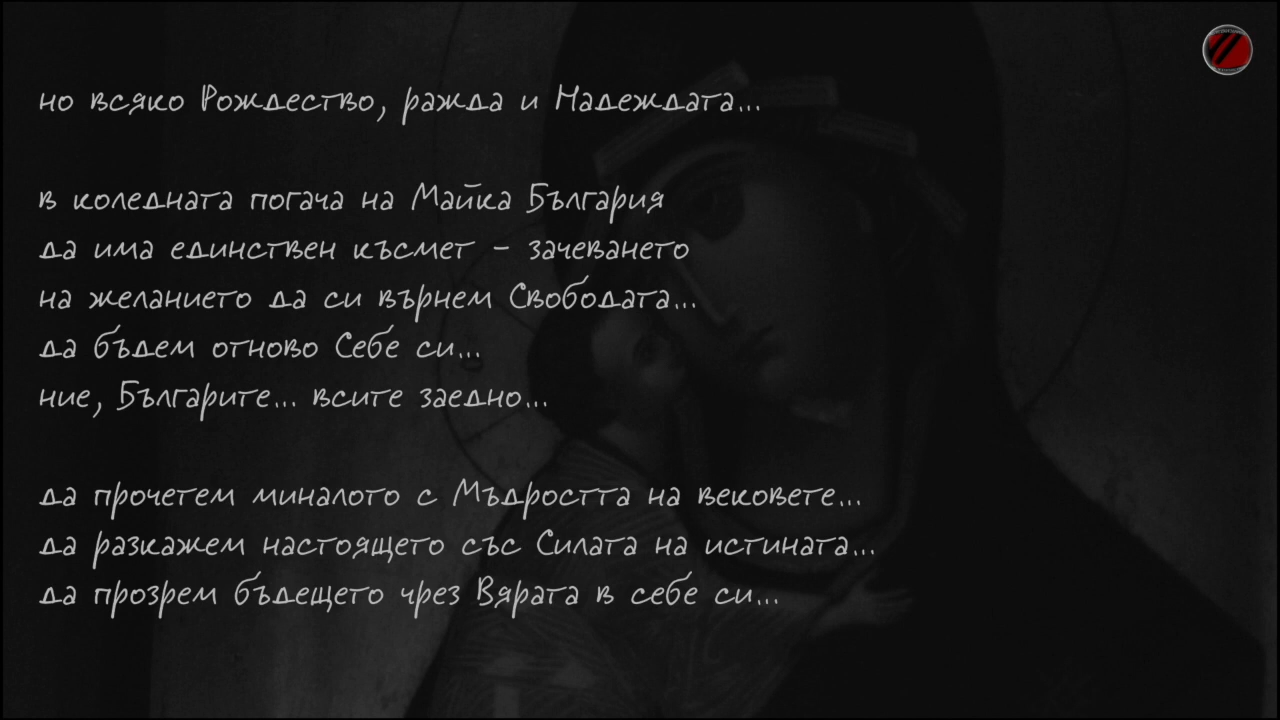 но всяко Рождество, ражда и Надеждата...
в коледната погача на Майка България
да има единствен късмет - зачеването
на желанието да си върнем Свободата...
да бъдем отново Себе си...
ние, Българите... всите заедно...
да прочетем миналото с Мъдростта на вековете...
да разкажем настоящето със Силата на истината...
да прозрем бъдещето чрез Вярата в себе си...